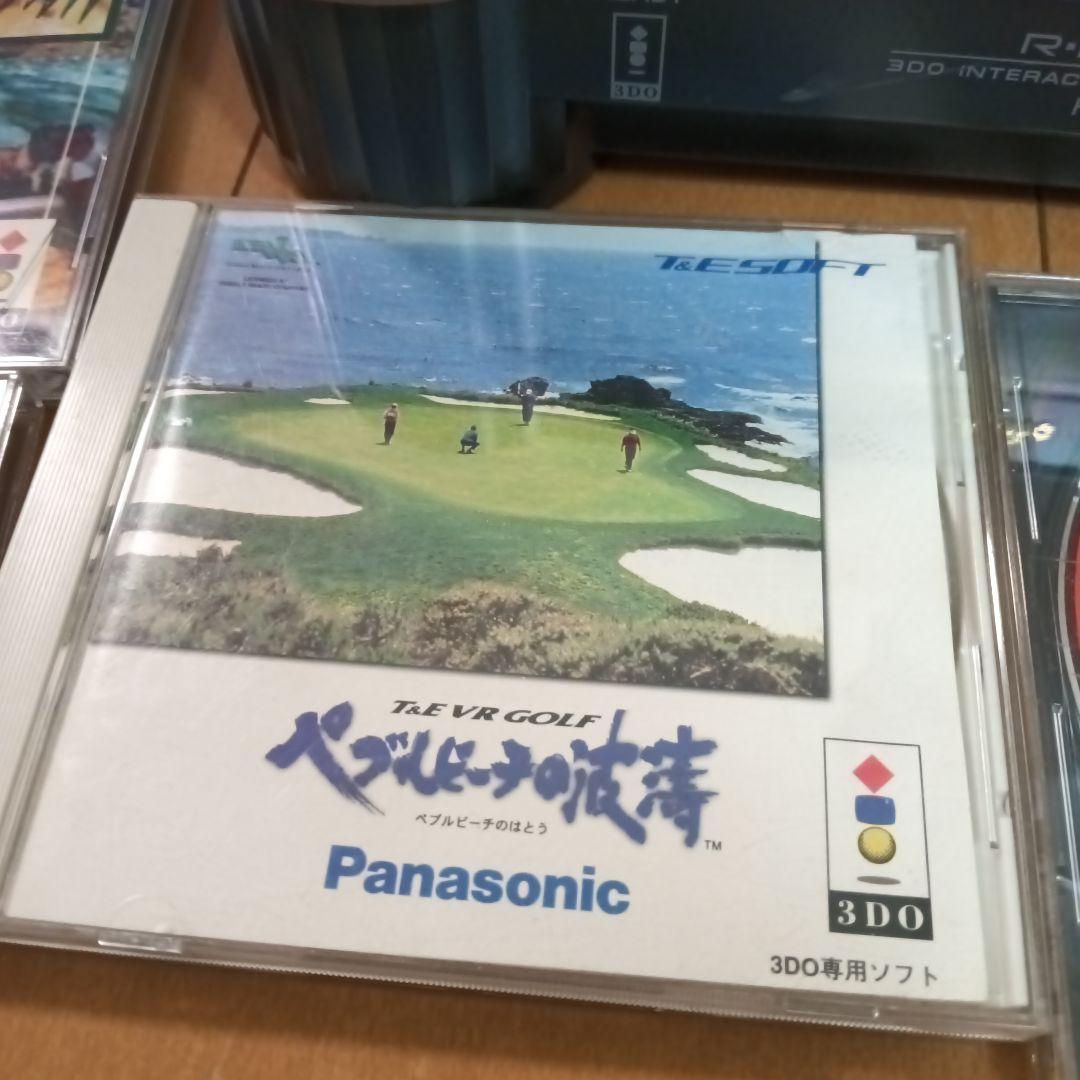 3DO
R·
3DO INTERAC
T&E SOFT
T&E VR GOLF
ペブルビーチの波濤
ペブルビーチのはとう
TM
Panasonic
3DO
3DO専用ソフト